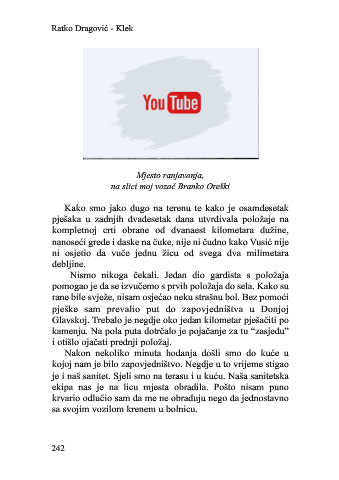 Ratko Dragović - Klek
YouTube
Mjesto ranjavanja,
na slici moj vozač Branko Oreški
Kako smo jako dugo na terenu te kako je osamdesetak
pješaka u zadnjih dvadesetak dana utvrđivala položaje na
kompletnoj crti obrane od dvanaest kilometara dužine,
nanoseći grede i daske na čuke, nije ni čudno kako Vusić nije
ni osjetio da vuče jednu žicu od svega dva milimetara
debljine.
Nismo nikoga čekali. Jedan dio gardista s položaja
pomogao je da se izvučemo s prvih položaja do sela. Kako su
rane bile svježe, nisam osjećao neku strašnu bol. Bez pomoći
pješke sam prevalio put do zapovjedništva u Donjoj
Glavskoj. Trebalo je negdje oko jedan kilometar pješačiti po
kamenju. Na pola puta dotrčalo je pojačanje za tu “zasjedu”
i otišlo ojačati prednji položaj.
Nakon nekoliko minuta hodanja došli smo do kuće u
kojoj nam je bilo zapovjedništvo. Negdje u to vrijeme stigao
je i naš sanitet. Sjeli smo na terasu i u kuću. Naša sanitetska
ekipa nas je na licu mjesta obradila. Pošto nisam puno
krvario odlučio sam da me ne obrađuju nego da jednostavno
sa svojim vozilom krenem u bolnicu.
242